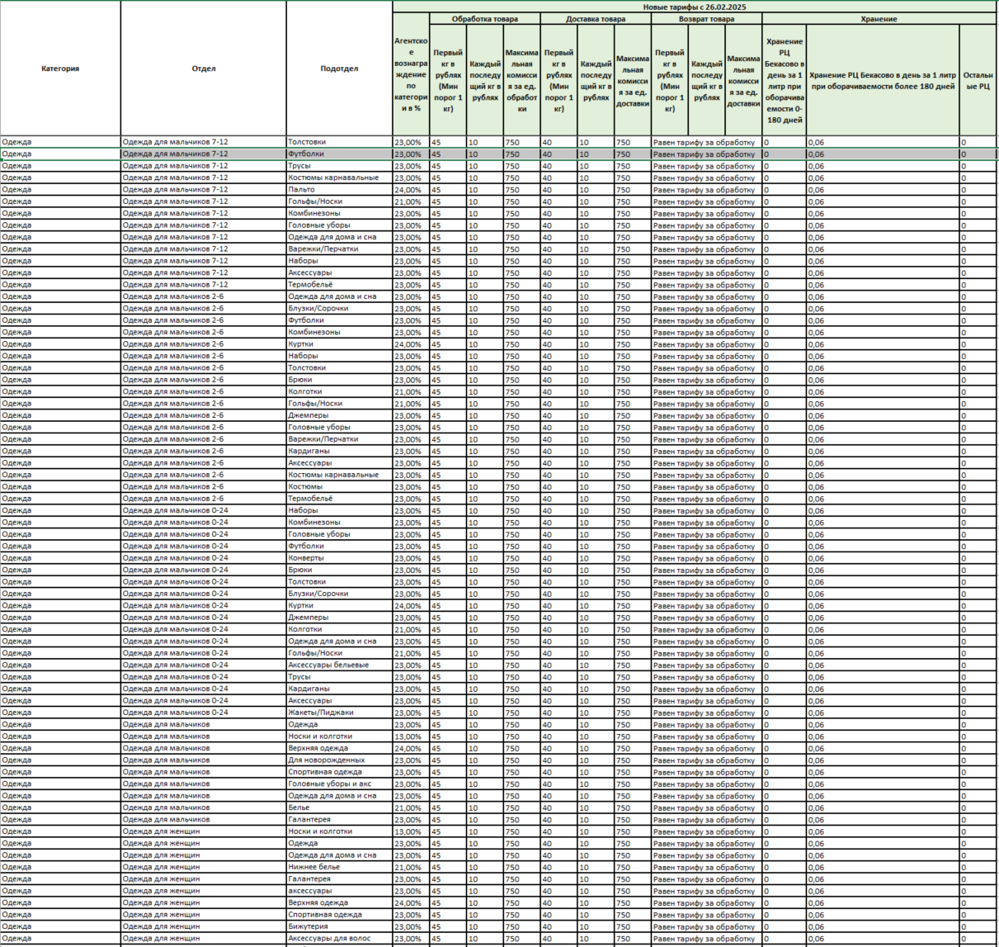 Новые тарифы с 26.02.2025
Обработка товара Доставка товара Возврат товара Хранение
Категория Отдел Подотдел Агентское вознаграждение по категории в % Первый кг в рублях (Мин порог 1 кг) Каждый последующий кг в рублях Максимальная комиссия за ед. обработки Первый кг в рублях (Мин порог 1 кг) Каждый последующий кг в рублях Максимальная комиссия за ед. доставки Первый кг в рублях (Мин порог 1 кг) Каждый последующий кг в рублях Максимальная комиссия за ед. доставки Хранение РЦ Бекасово в день за 1 литр при оборачиваемости 0-180 дней Хранение РЦ Бекасово в день за 1 литр при оборачиваемости более 180 дней Остальные РЦ
Одежда Одежда для мальчиков 7-12 Толстовки 23,00% 45 10 750 40 10 750 Равен тарифу за обработку 0 0,06 0
Одежда Одежда для мальчиков 7-12 Футболки 23,00% 45 10 750 40 10 750 Равен тарифу за обработку 0 0,06 0
Одежда Одежда для мальчиков 7-12 Трусы 23,00% 45 10 750 40 10 750 Равен тарифу за обработку 0 0,06 0
Одежда Одежда для мальчиков 7-12 Костюмы карнавальные 23,00% 45 10 750 40 10 750 Равен тарифу за обработку 0 0,06 0
Одежда Одежда для мальчиков 7-12 Пальто 24,00% 45 10 750 40 10 750 Равен тарифу за обработку 0 0,06 0
Одежда Одежда для мальчиков 7-12 Гольфы/Носки 21,00% 45 10 750 40 10 750 Равен тарифу за обработку 0 0,06 0
Одежда Одежда для мальчиков 7-12 Комбинезоны 23,00% 45 10 750 40 10 750 Равен тарифу за обработку 0 0,06 0
Одежда Одежда для мальчиков 7-12 Головные уборы 23,00% 45 10 750 40 10 750 Равен тарифу за обработку 0 0,06 0
Одежда Одежда для мальчиков 7-12 Одежда для дома и сна 23,00% 45 10 750 40 10 750 Равен тарифу за обработку 0 0,06 0
Одежда Одежда для мальчиков 7-12 Варежки/Перчатки 23,00% 45 10 750 40 10 750 Равен тарифу за обработку 0 0,06 0
Одежда Одежда для мальчиков 7-12 Наборы 23,00% 45 10 750 40 10 750 Равен тарифу за обработку 0 0,06 0
Одежда Одежда для мальчиков 7-12 Аксессуары 23,00% 45 10 750 40 10 750 Равен тарифу за обработку 0 0,06 0
Одежда Одежда для мальчиков 7-12 Термобельё 23,00% 45 10 750 40 10 750 Равен тарифу за обработку 0 0,06 0
Одежда Одежда для мальчиков 2-6 Одежда для дома и сна 23,00% 45 10 750 40 10 750 Равен тарифу за обработку 0 0,06 0
Одежда Одежда для мальчиков 2-6 Блузки/Сорочки 23,00% 45 10 750 40 10 750 Равен тарифу за обработку 0 0,06 0
Одежда Одежда для мальчиков 2-6 Футболки 23,00% 45 10 750 40 10 750 Равен тарифу за обработку 0 0,06 0
Одежда Одежда для мальчиков 2-6 Комбинезоны 23,00% 45 10 750 40 10 750 Равен тарифу за обработку 0 0,06 0
Одежда Одежда для мальчиков 2-6 Куртки 24,00% 45 10 750 40 10 750 Равен тарифу за обработку 0 0,06 0
Одежда Одежда для мальчиков 2-6 Наборы 23,00% 45 10 750 40 10 750 Равен тарифу за обработку 0 0,06 0
Одежда Одежда для мальчиков 2-6 Толстовки 23,00% 45 10 750 40 10 750 Равен тарифу за обработку 0 0,06 0
Одежда Одежда для мальчиков 2-6 Брюки 23,00% 45 10 750 40 10 750 Равен тарифу за обработку 0 0,06 0
Одежда Одежда для мальчиков 2-6 Колготки 21,00% 45 10 750 40 10 750 Равен тарифу за обработку 0 0,06 0
Одежда Одежда для мальчиков 2-6 Гольфы/Носки 21,00% 45 10 750 40 10 750 Равен тарифу за обработку 0 0,06 0
Одежда Одежда для мальчиков 2-6 Джемперы 23,00% 45 10 750 40 10 750 Равен тарифу за обработку 0 0,06 0
Одежда Одежда для мальчиков 2-6 Головные уборы 23,00% 45 10 750 40 10 750 Равен тарифу за обработку 0 0,06 0
Одежда Одежда для мальчиков 2-6 Варежки/Перчатки 23,00% 45 10 750 40 10 750 Равен тарифу за обработку 0 0,06 0
Одежда Одежда для мальчиков 2-6 Кардиганы 23,00% 45 10 750 40 10 750 Равен тарифу за обработку 0 0,06 0
Одежда Одежда для мальчиков 2-6 Аксессуары 23,00% 45 10 750 40 10 750 Равен тарифу за обработку 0 0,06 0
Одежда Одежда для мальчиков 2-6 Костюмы карнавальные 23,00% 45 10 750 40 10 750 Равен тарифу за обработку 0 0,06 0
Одежда Одежда для мальчиков 2-6 Костюмы 23,00% 45 10 750 40 10 750 Равен тарифу за обработку 0 0,06 0
Одежда Одежда для мальчиков 2-6 Термобельё 23,00% 45 10 750 40 10 750 Равен тарифу за обработку 0 0,06 0
Одежда Одежда для мальчиков 0-24 Наборы 23,00% 45 10 750 40 10 750 Равен тарифу за обработку 0 0,06 0
Одежда Одежда для мальчиков 0-24 Комбинезоны 23,00% 45 10 750 40 10 750 Равен тарифу за обработку 0 0,06 0
Одежда Одежда для мальчиков 0-24 Головные уборы 23,00% 45 10 750 40 10 750 Равен тарифу за обработку 0 0,06 0
Одежда Одежда для мальчиков 0-24 Футболки 23,00% 45 10 750 40 10 750 Равен тарифу за обработку 0 0,06 0
Одежда Одежда для мальчиков 0-24 Конверты 23,00% 45 10 750 40 10 750 Равен тарифу за обработку 0 0,06 0
Одежда Одежда для мальчиков 0-24 Брюки 23,00% 45 10 750 40 10 750 Равен тарифу за обработку 0 0,06 0
Одежда Одежда для мальчиков 0-24 Толстовки 23,00% 45 10 750 40 10 750 Равен тарифу за обработку 0 0,06 0
Одежда Одежда для мальчиков 0-24 Блузки/Сорочки 23,00% 45 10 750 40 10 750 Равен тарифу за обработку 0 0,06 0
Одежда Одежда для мальчиков 0-24 Куртки 24,00% 45 10 750 40 10 750 Равен тарифу за обработку 0 0,06 0
Одежда Одежда для мальчиков 0-24 Джемперы 23,00% 45 10 750 40 10 750 Равен тарифу за обработку 0 0,06 0
Одежда Одежда для мальчиков 0-24 Колготки 21,00% 45 10 750 40 10 750 Равен тарифу за обработку 0 0,06 0
Одежда Одежда для мальчиков 0-24 Одежда для дома и сна 23,00% 45 10 750 40 10 750 Равен тарифу за обработку 0 0,06 0
Одежда Одежда для мальчиков 0-24 Гольфы/Носки 21,00% 45 10 750 40 10 750 Равен тарифу за обработку 0 0,06 0
Одежда Одежда для мальчиков 0-24 Аксессуары бельевые 23,00% 45 10 750 40 10 750 Равен тарифу за обработку 0 0,06 0
Одежда Одежда для мальчиков 0-24 Трусы 23,00% 45 10 750 40 10 750 Равен тарифу за обработку 0 0,06 0
Одежда Одежда для мальчиков 0-24 Кардиганы 23,00% 45 10 750 40 10 750 Равен тарифу за обработку 0 0,06 0
Одежда Одежда для мальчиков 0-24 Аксессуары 23,00% 45 10 750 40 10 750 Равен тарифу за обработку 0 0,06 0
Одежда Одежда для мальчиков 0-24 Жакеты/Пиджаки 23,00% 45 10 750 40 10 750 Равен тарифу за обработку 0 0,06 0
Одежда Одежда для мальчиков Одежда 23,00% 45 10 750 40 10 750 Равен тарифу за обработку 0 0,06 0
Одежда Одежда для мальчиков Носки и колготки 13,00% 45 10 750 40 10 750 Равен тарифу за обработку 0 0,06 0
Одежда Одежда для мальчиков Верхняя одежда 24,00% 45 10 750 40 10 750 Равен тарифу за обработку 0 0,06 0
Одежда Одежда для мальчиков Для новорожденных 23,00% 45 10 750 40 10 750 Равен тарифу за обработку 0 0,06 0
Одежда Одежда для мальчиков Спортивная одежда 23,00% 45 10 750 40 10 750 Равен тарифу за обработку 0 0,06 0
Одежда Одежда для мальчиков Головные уборы и акс 23,00% 45 10 750 40 10 750 Равен тарифу за обработку 0 0,06 0
Одежда Одежда для мальчиков Одежда для дома и сна 23,00% 45 10 750 40 10 750 Равен тарифу за обработку 0 0,06 0
Одежда Одежда для мальчиков Белье 21,00% 45 10 750 40 10 750 Равен тарифу за обработку 0 0,06 0
Одежда Одежда для мальчиков Галантерея 23,00% 45 10 750 40 10 750 Равен тарифу за обработку 0 0,06 0
Одежда Одежда для женщин Носки и колготки 13,00% 45 10 750 40 10 750 Равен тарифу за обработку 0 0,06 0
Одежда Одежда для женщин Одежда 23,00% 45 10 750 40 10 750 Равен тарифу за обработку 0 0,06 0
Одежда Одежда для женщин Одежда для дома и сна 23,00% 45 10 750 40 10 750 Равен тарифу за обработку 0 0,06 0
Одежда Одежда для женщин Нижнее белье 21,00% 45 10 750 40 10 750 Равен тарифу за обработку 0 0,06 0
Одежда Одежда для женщин Галантерея 23,00% 45 10 750 40 10 750 Равен тарифу за обработку 0 0,06 0
Одежда Одежда для женщин аксессуары 23,00% 45 10 750 40 10 750 Равен тарифу за обработку 0 0,06 0
Одежда Одежда для женщин Верхняя одежда 24,00% 45 10 750 40 10 750 Равен тарифу за обработку 0 0,06 0
Одежда Одежда для женщин Спортивная одежда 23,00% 45 10 750 40 10 750 Равен тарифу за обработку 0 0,06 0
Одежда Одежда для женщин Бижутерия 23,00% 45 10 750 40 10 750 Равен тарифу за обработку 0 0,06 0
Одежда Одежда для женщин Аксессуары для волос 23,00% 45 10 750 40 10 750 Равен тарифу за обработку 0 0,06 0